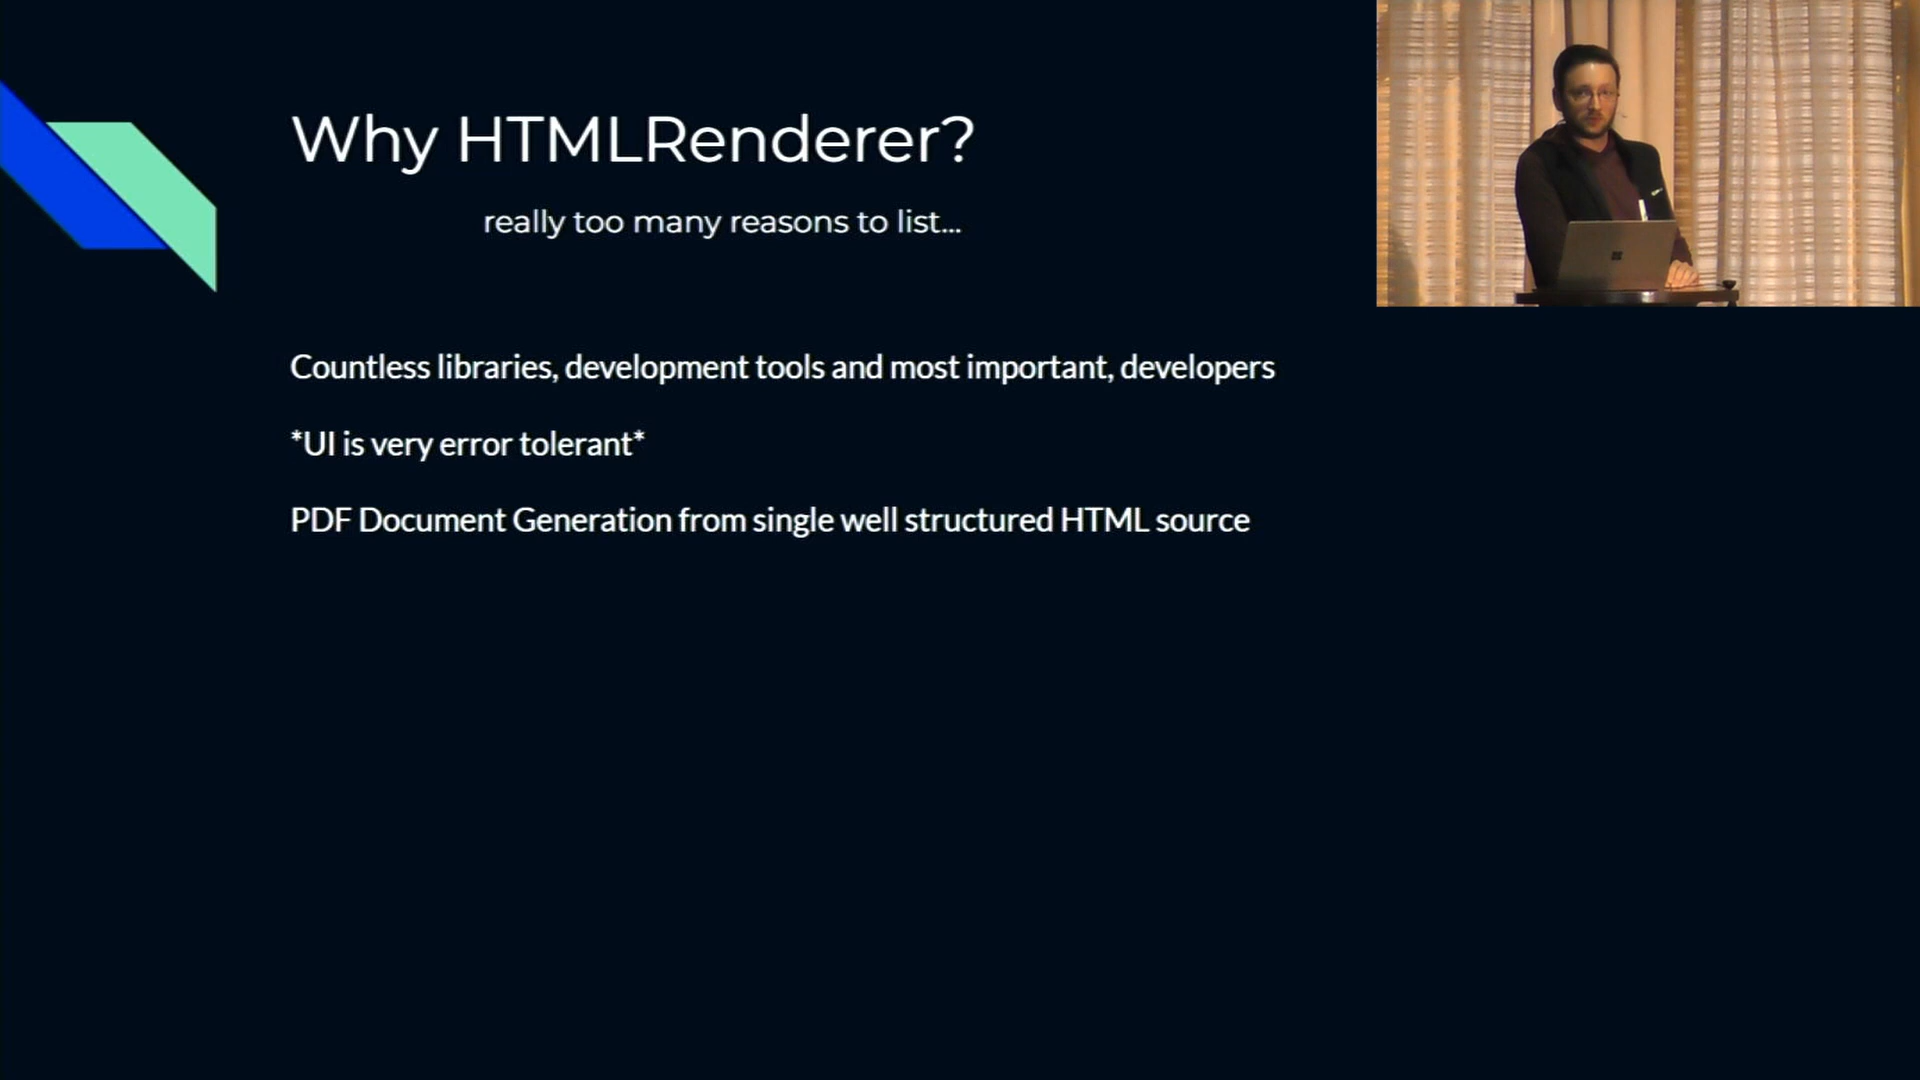 Why HTMLRenderer?
really too many reasons to list...
Countless libraries, development tools and most important, developers
*UI is very error tolerant*
PDF Document Generation from single well structured HTML source